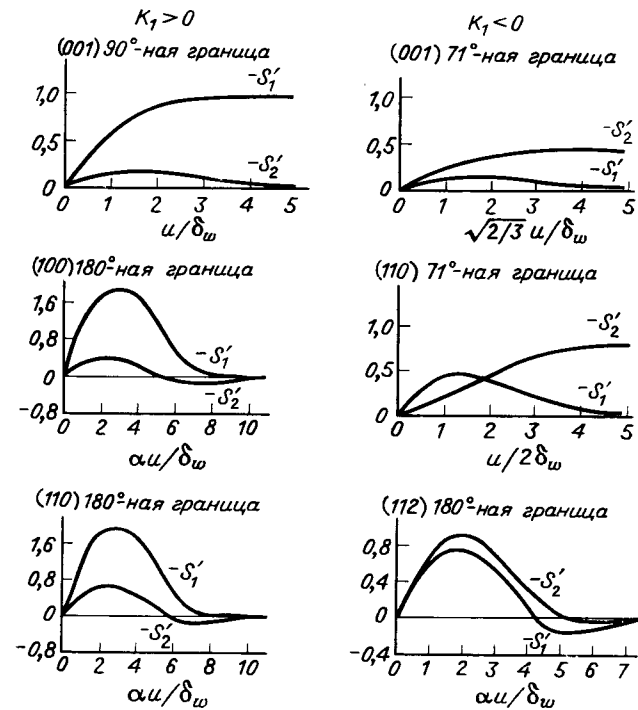 K₁>0
(001) 90°-ная граница
1,0
0,5
0
-S₁'
-S₂'
0 1 2 3 4 5
u/δw
(100) 180°-ная граница
1,6
0,8
0
-0,8
-S₁'
-S₂'
0 2 4 6 8 10
αu/δw
(110) 180°-ная граница
1,6
0,8
0
-0,8
-S₁'
-S₂'
0 2 4 6 8 10
αu/δw
K₁<0
(001) 71°-ная граница
1,0
0,5
0
-S₂'
-S₁'
0 1 2 3 4 5
√2/3 u/δw
(110) 71°-ная граница
1,0
0,5
0
-S₂'
-S₁'
0 1 2 3 4 5
u/2δw
(112) 180°-ная граница
0,8
0,4
0
-0,4
-S₂'
-S₁'
0 1 2 3 4 5 6 7
αu/δw